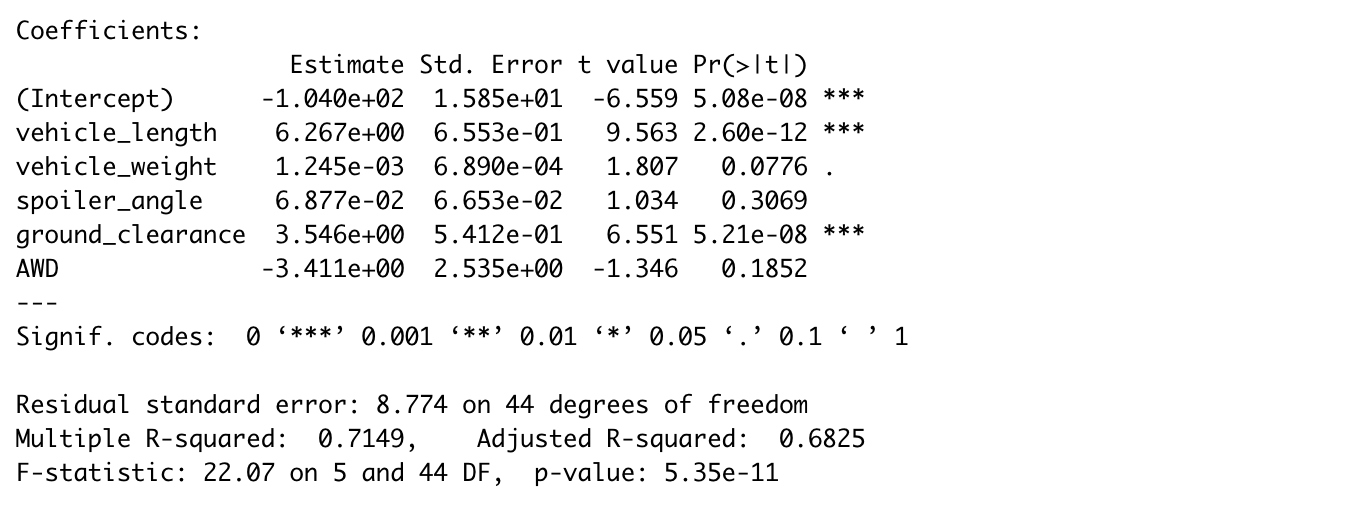 Coefficients:
                  Estimate Std. Error t value Pr(>|t|)
(Intercept)     -1.040e+02  1.585e+01  -6.559 5.08e-08 ***
vehicle_length   6.267e+00  6.553e-01   9.563 2.60e-12 ***
vehicle_weight   1.245e-03  6.890e-04   1.807   0.0776 .
spoiler_angle    6.877e-02  6.653e-02   1.034   0.3069
ground_clearance 3.546e+00  5.412e-01   6.551 5.21e-08 ***
AWD             -3.411e+00  2.535e+00  -1.346   0.1852
---
Signif. codes:  0 ‘***’ 0.001 ‘**’ 0.01 ‘*’ 0.05 ‘.’ 0.1 ‘ ’ 1

Residual standard error: 8.774 on 44 degrees of freedom
Multiple R-squared:  0.7149,    Adjusted R-squared:  0.6825
F-statistic: 22.07 on 5 and 44 DF,  p-value: 5.35e-11